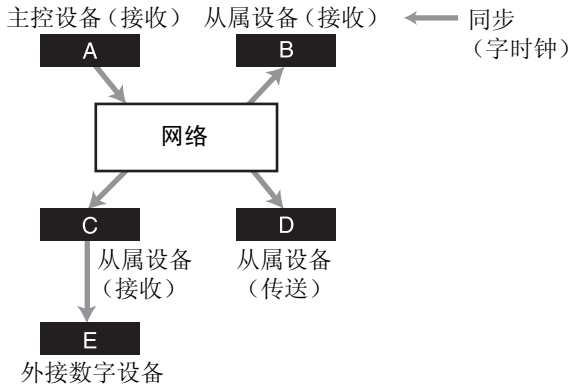 主控设备（接收） 从属设备（接收） 同步
（字时钟）
A B
网络
C D
从属设备 从属设备
（接收） （传送）
E
外接数字设备